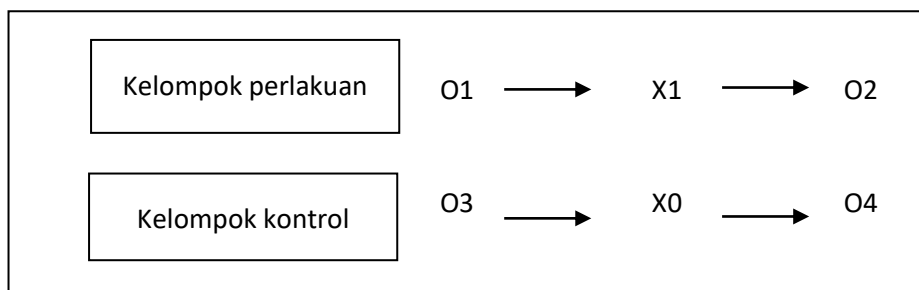 Kelompok perlakuan O1 X1 O2
Kelompok kontrol O3 X0 O4